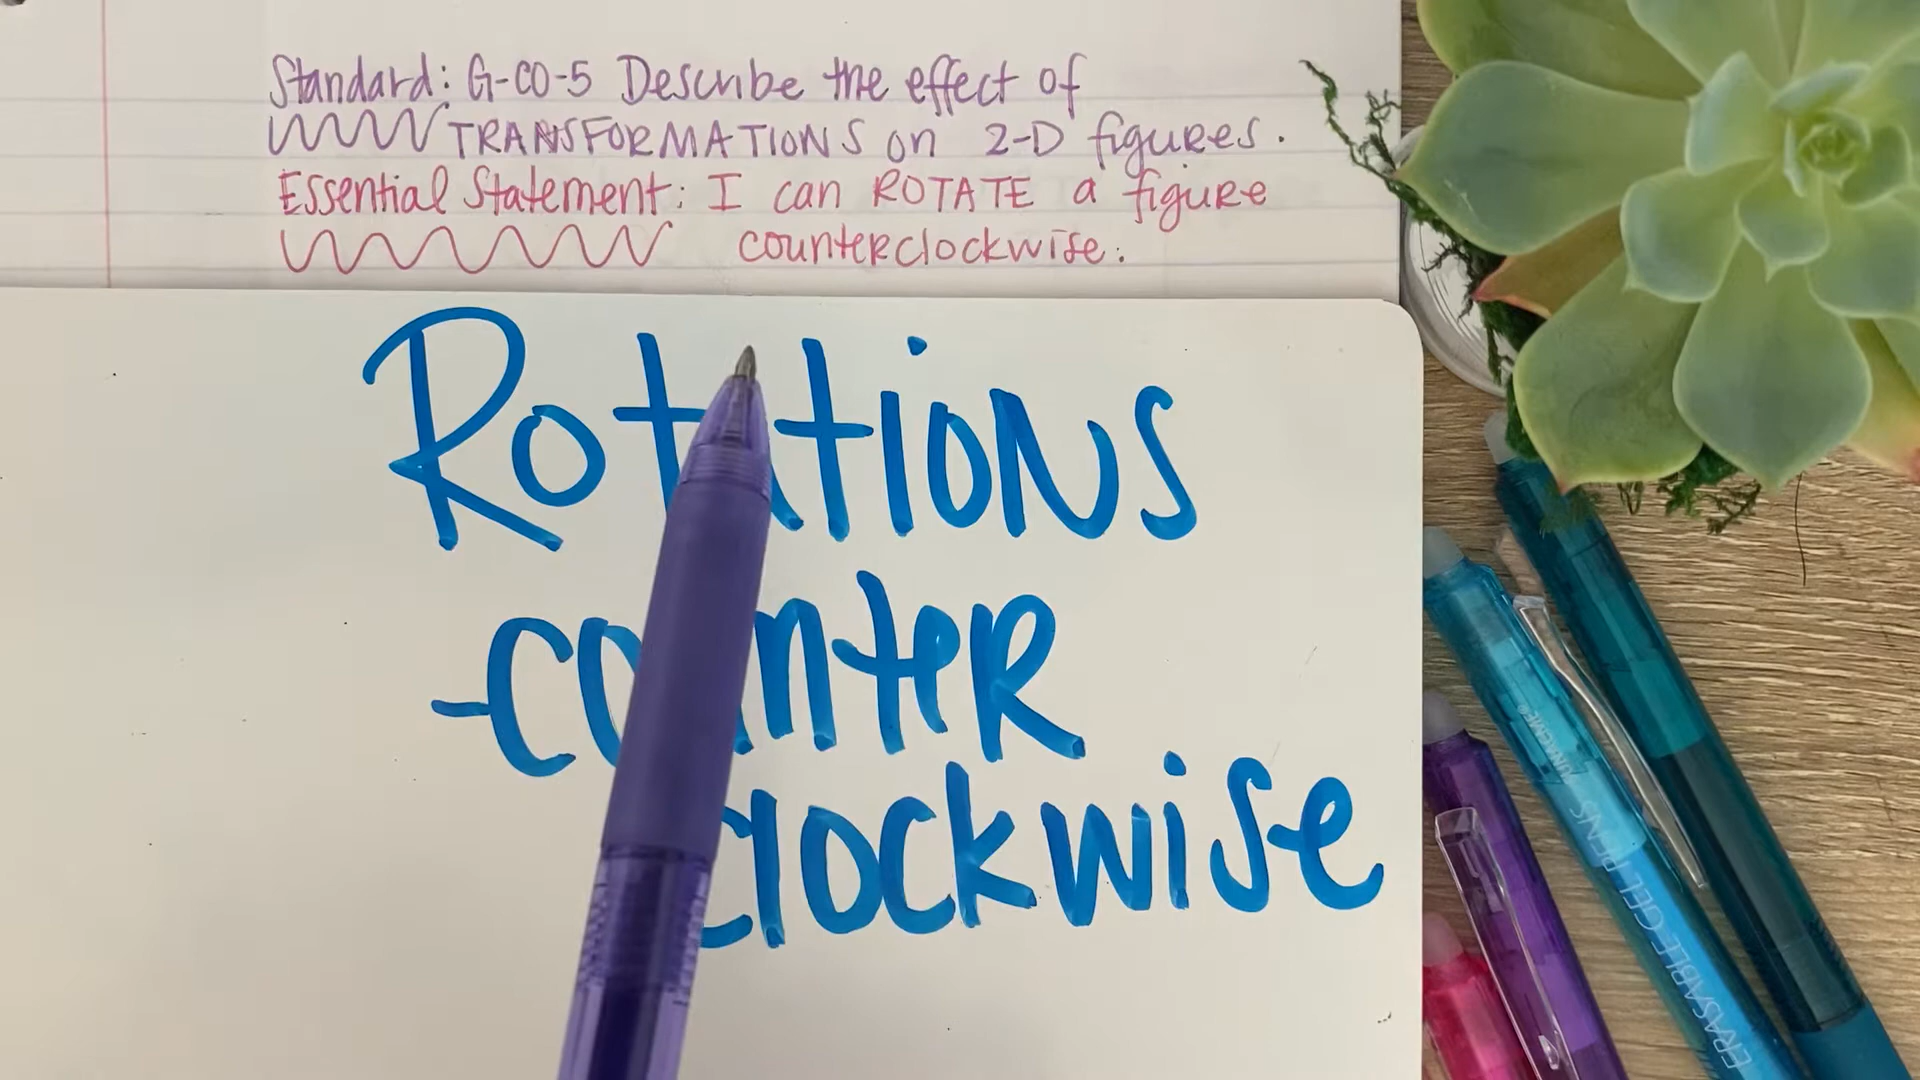 Standard: G-CO-5 Describe the effect of
TRANSFORMATIONS on 2-D figures.
Essential Statement: I can ROTATE a figure
counterclockwise.
Rotations
-counter
clockwise
ERASABLE GEL PENS